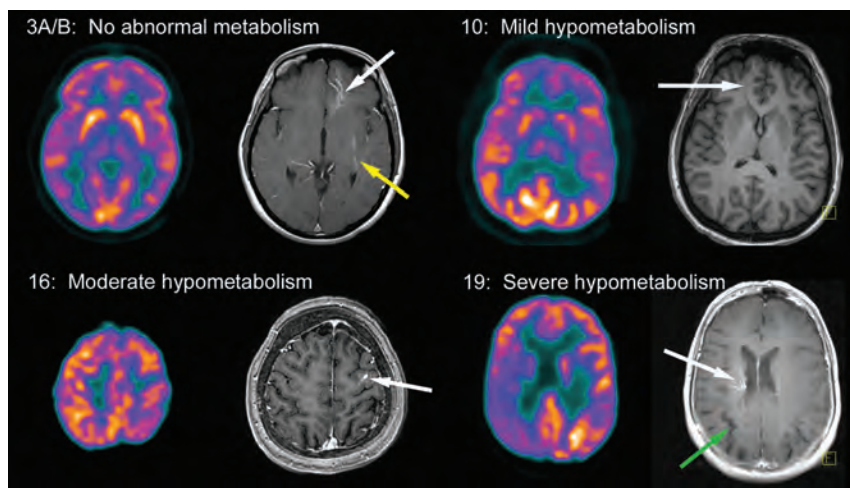 3A/B: No abnormal metabolism
10: Mild hypometabolism
16: Moderate hypometabolism
19: Severe hypometabolism